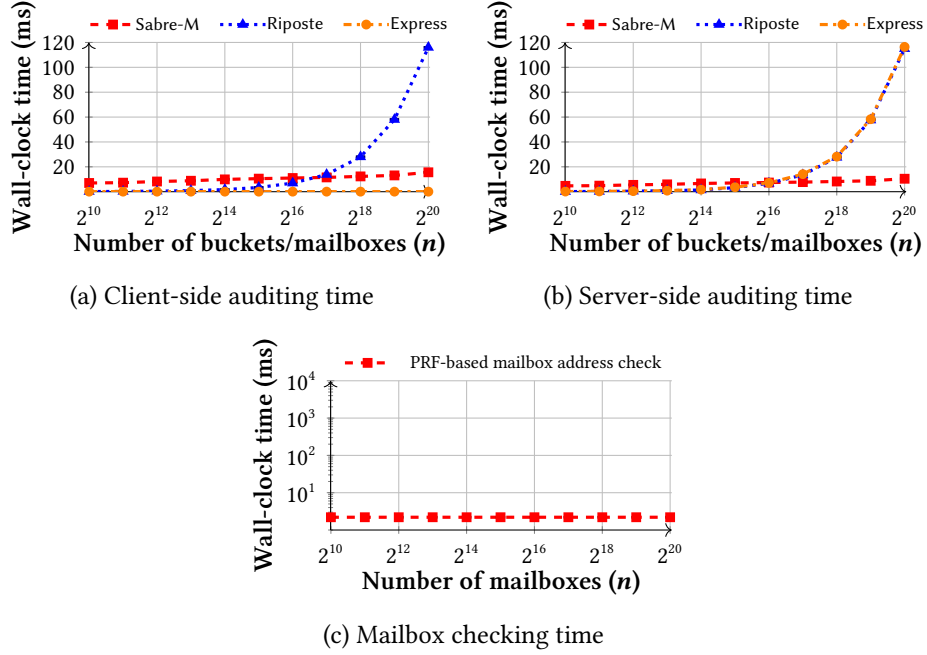 Sabre-M Riposte Express
Wall-clock time (ms)
120
100
80
60
40
20
2^10 2^12 2^14 2^16 2^18 2^20
Number of buckets/mailboxes (n)
(a) Client-side auditing time
Sabre-M Riposte Express
Wall-clock time (ms)
120
100
80
60
40
20
2^10 2^12 2^14 2^16 2^18 2^20
Number of buckets/mailboxes (n)
(b) Server-side auditing time
PRF-based mailbox address check
Wall-clock time (ms)
10^4
10^3
10^2
10^1
2^10 2^12 2^14 2^16 2^18 2^20
Number of mailboxes (n)
(c) Mailbox checking time